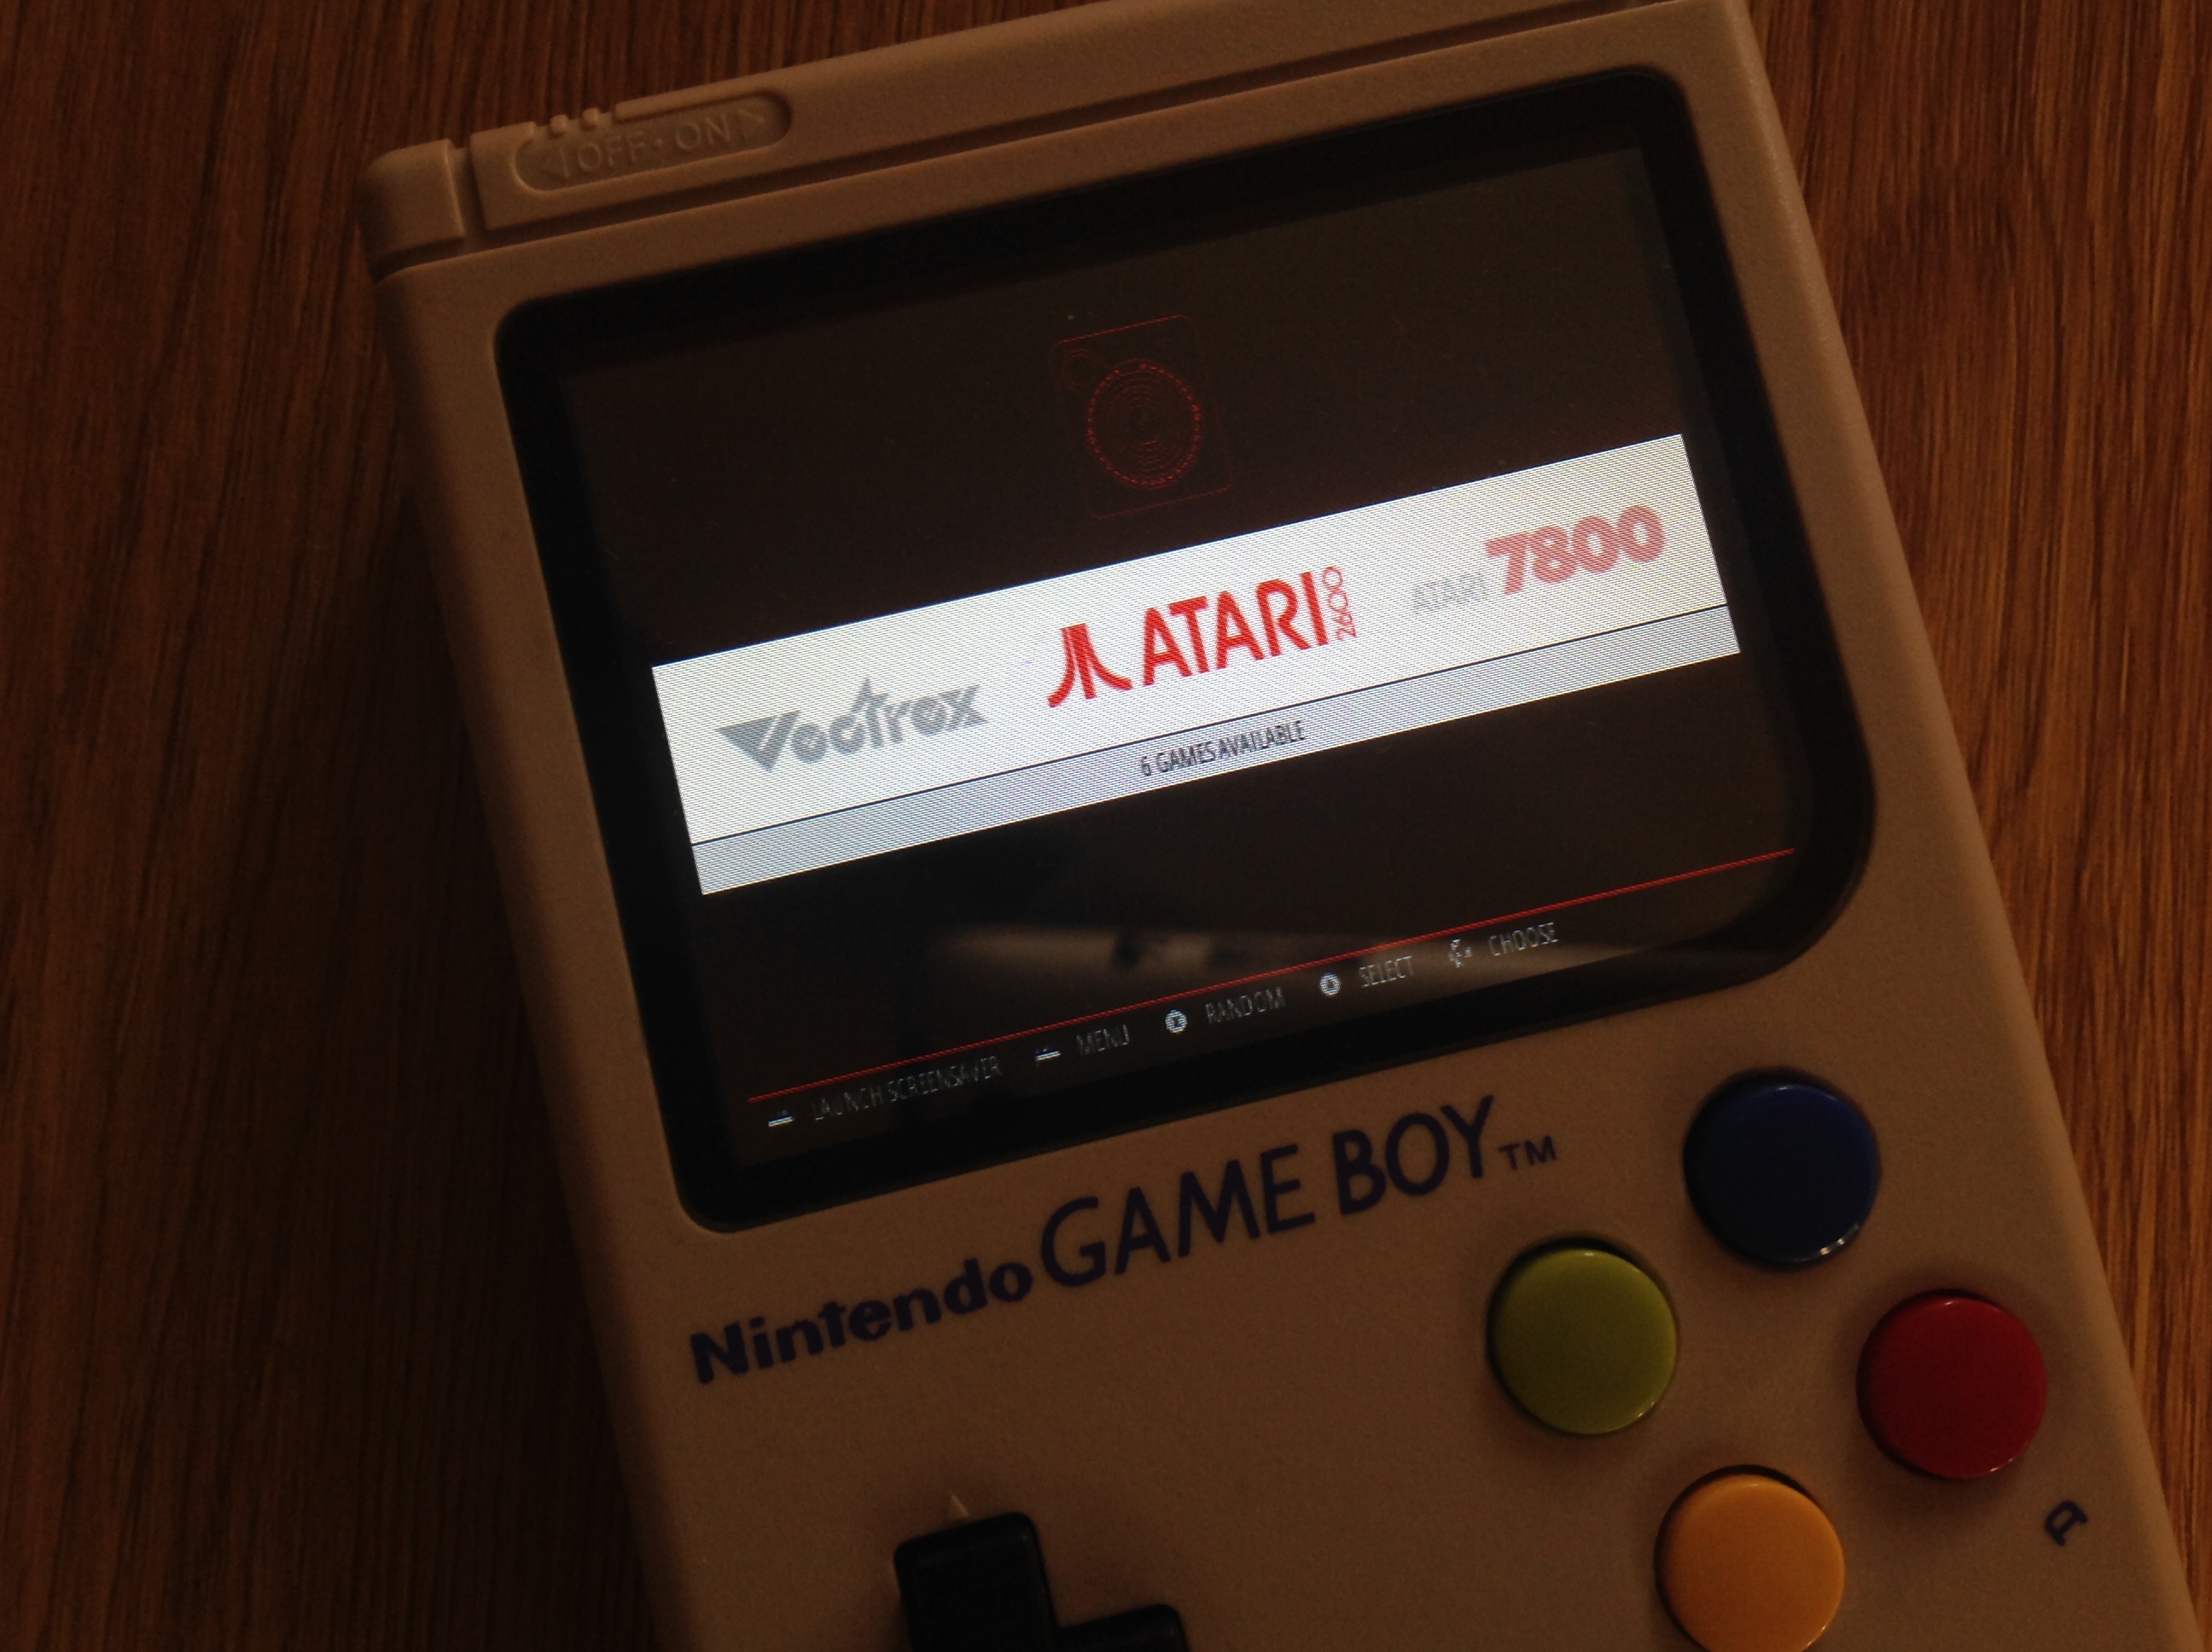 OFF·ON
Vectrex
ATARI 2600
ATARI 7800
6 GAMES AVAILABLE
LAUNCH SCREENSAVER MENU RANDOM SELECT CHOOSE
Nintendo GAME BOY™
A